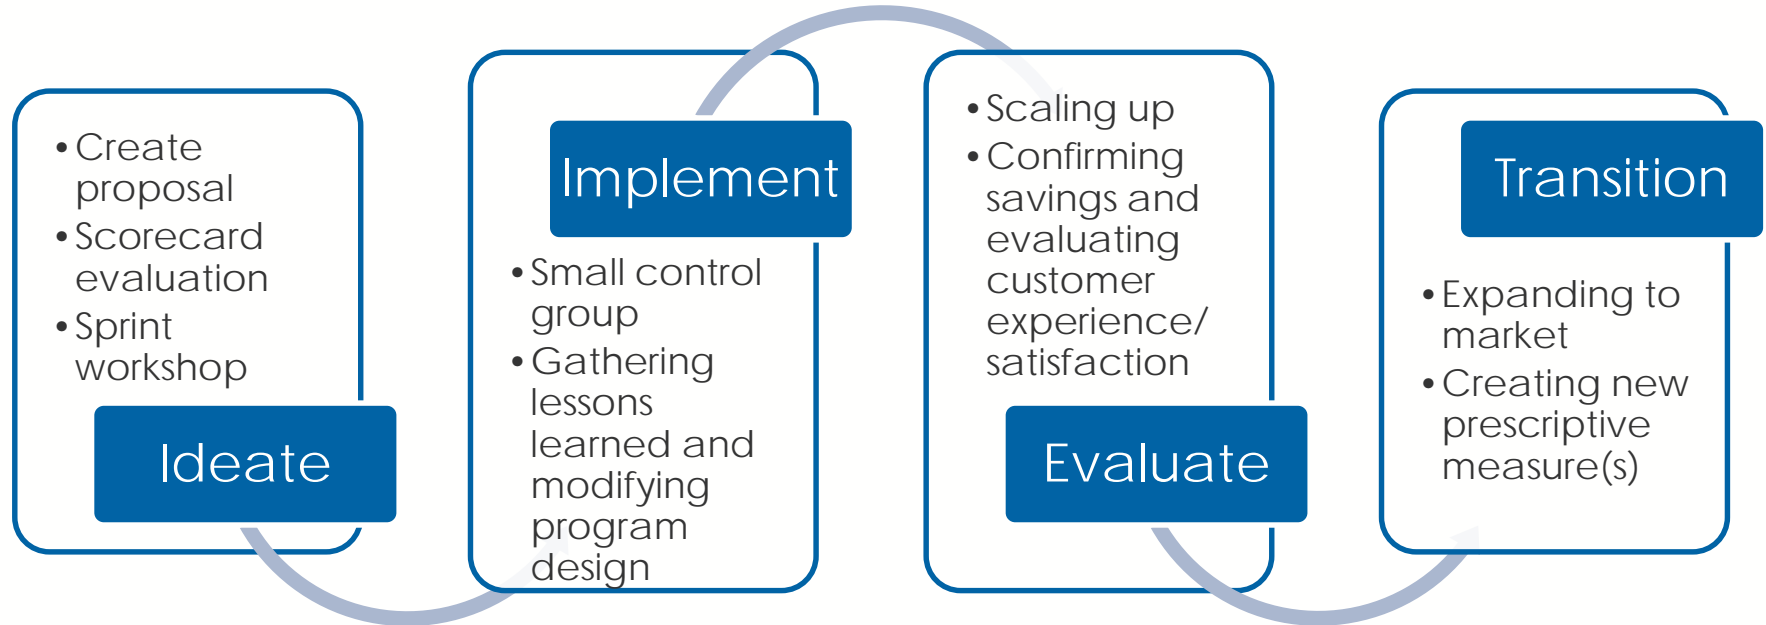 • Create
proposal
• Scorecard
evaluation
• Sprint
workshop
Ideate
Implement
• Small control
group
• Gathering
lessons
learned and
modifying
program
design
• Scaling up
• Confirming
savings and
evaluating
customer
experience/
satisfaction
Evaluate
Transition
• Expanding to
market
• Creating new
prescriptive
measure(s)